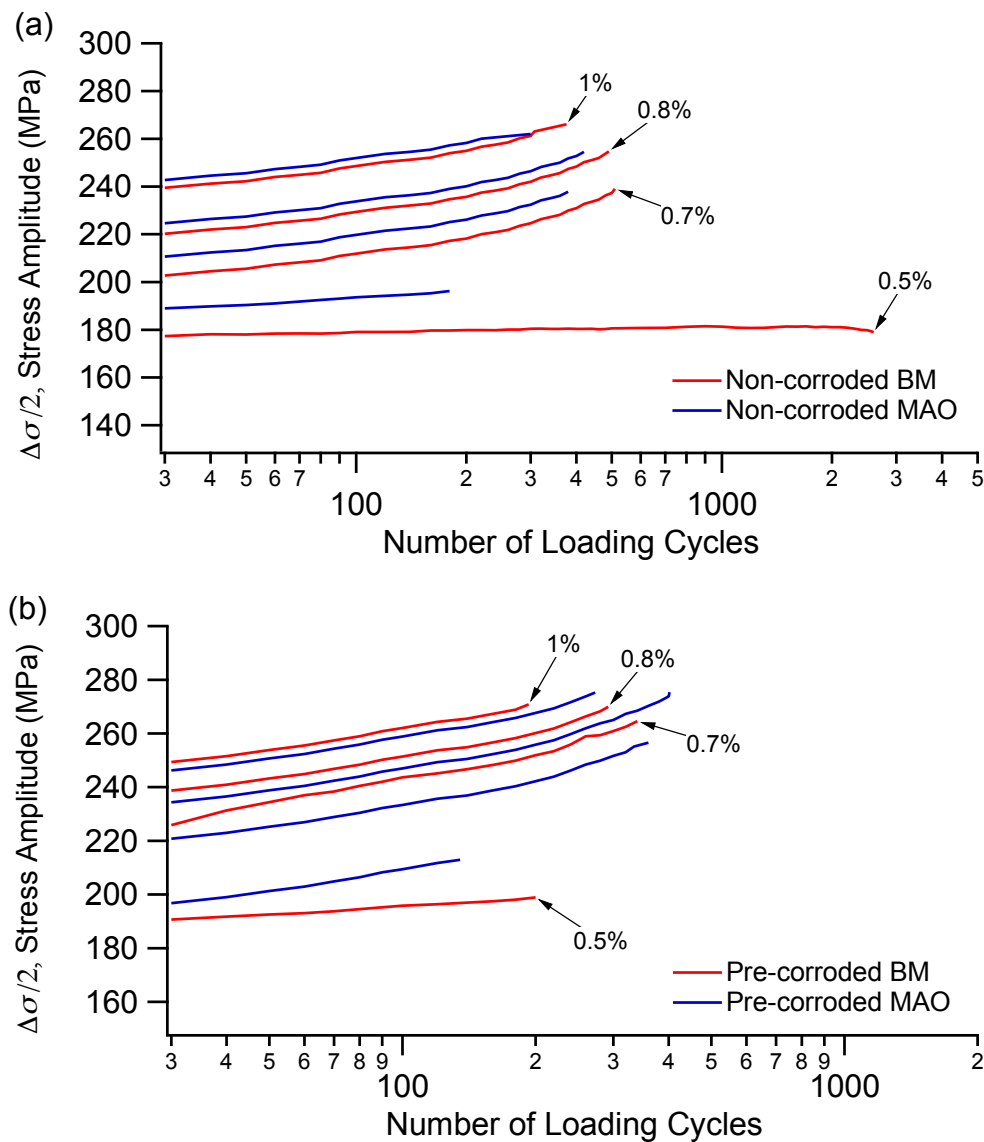 (a)
300
280
260
240
220
200
180
160
140
Δσ/2, Stress Amplitude (MPa)
1%
0.8%
0.7%
0.5%
Non-corroded BM
Non-corroded MAO
3 4 5 6 7 2 3 4 5 6 7 2 3 4 5
100 1000
Number of Loading Cycles
(b)
300
280
260
240
220
200
180
160
Δσ/2, Stress Amplitude (MPa)
1%
0.8%
0.7%
0.5%
Pre-corroded BM
Pre-corroded MAO
3 4 5 6 7 8 9 2 3 4 5 6 7 8 9 2
100 1000
Number of Loading Cycles